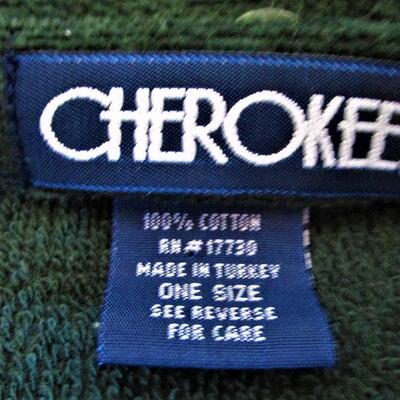 CHEROKEE
100% COTTON
RN#17730
MADE IN TURKEY
ONE SIZE
SEE REVERSE
FOR CARE